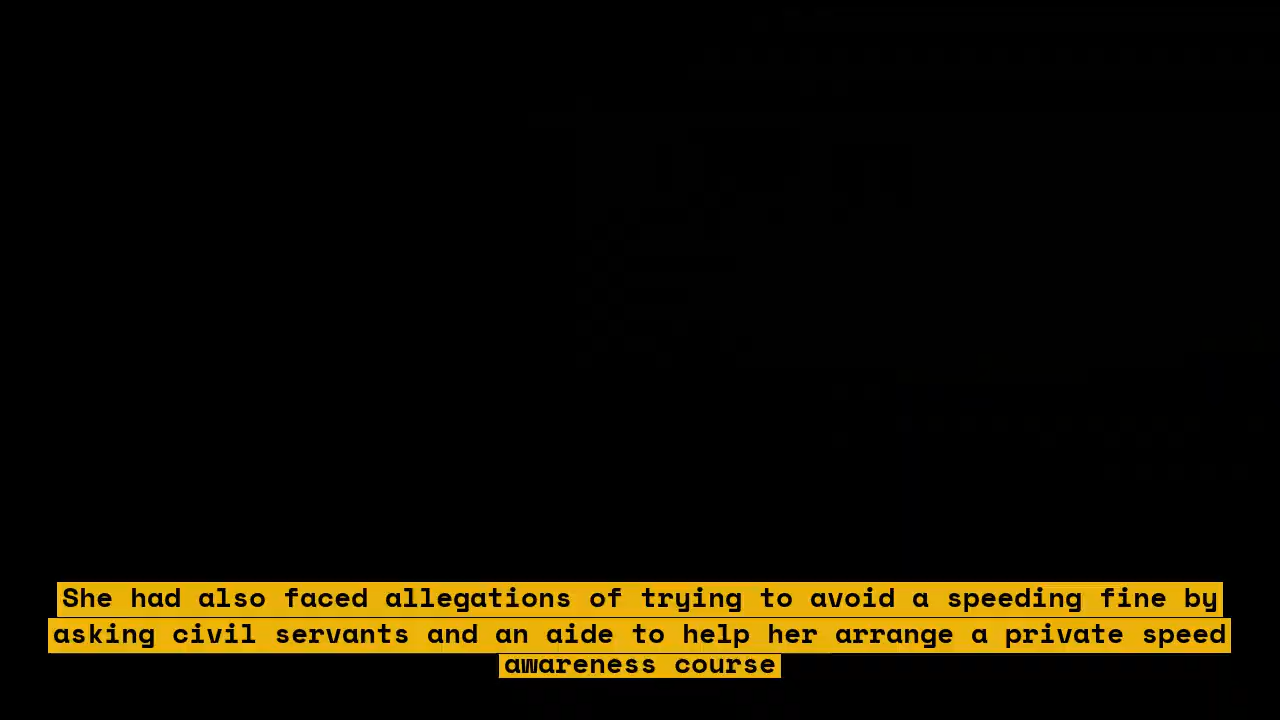 She had also faced allegations of trying to avoid a speeding fine by
asking civil servants and an aide to help her arrange a private speed
awareness course